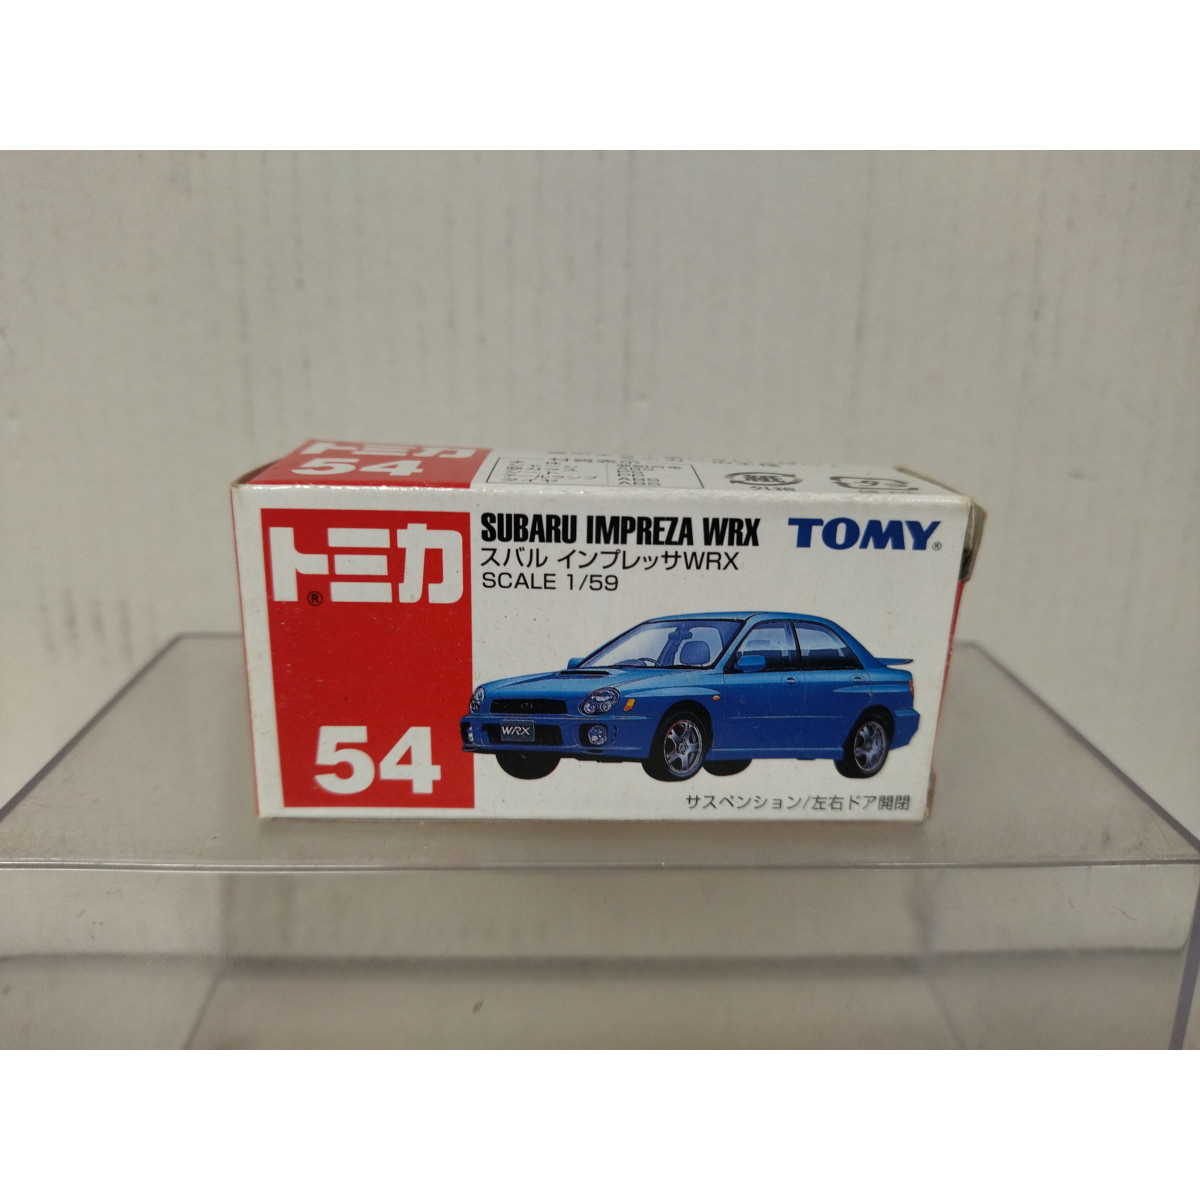 トミカ
54
トミカ®
54
SUBARU IMPREZA WRX
スバル インプレッサWRX
SCALE 1/59
TOMY®
WRX
サスペンション/左右ドア開閉